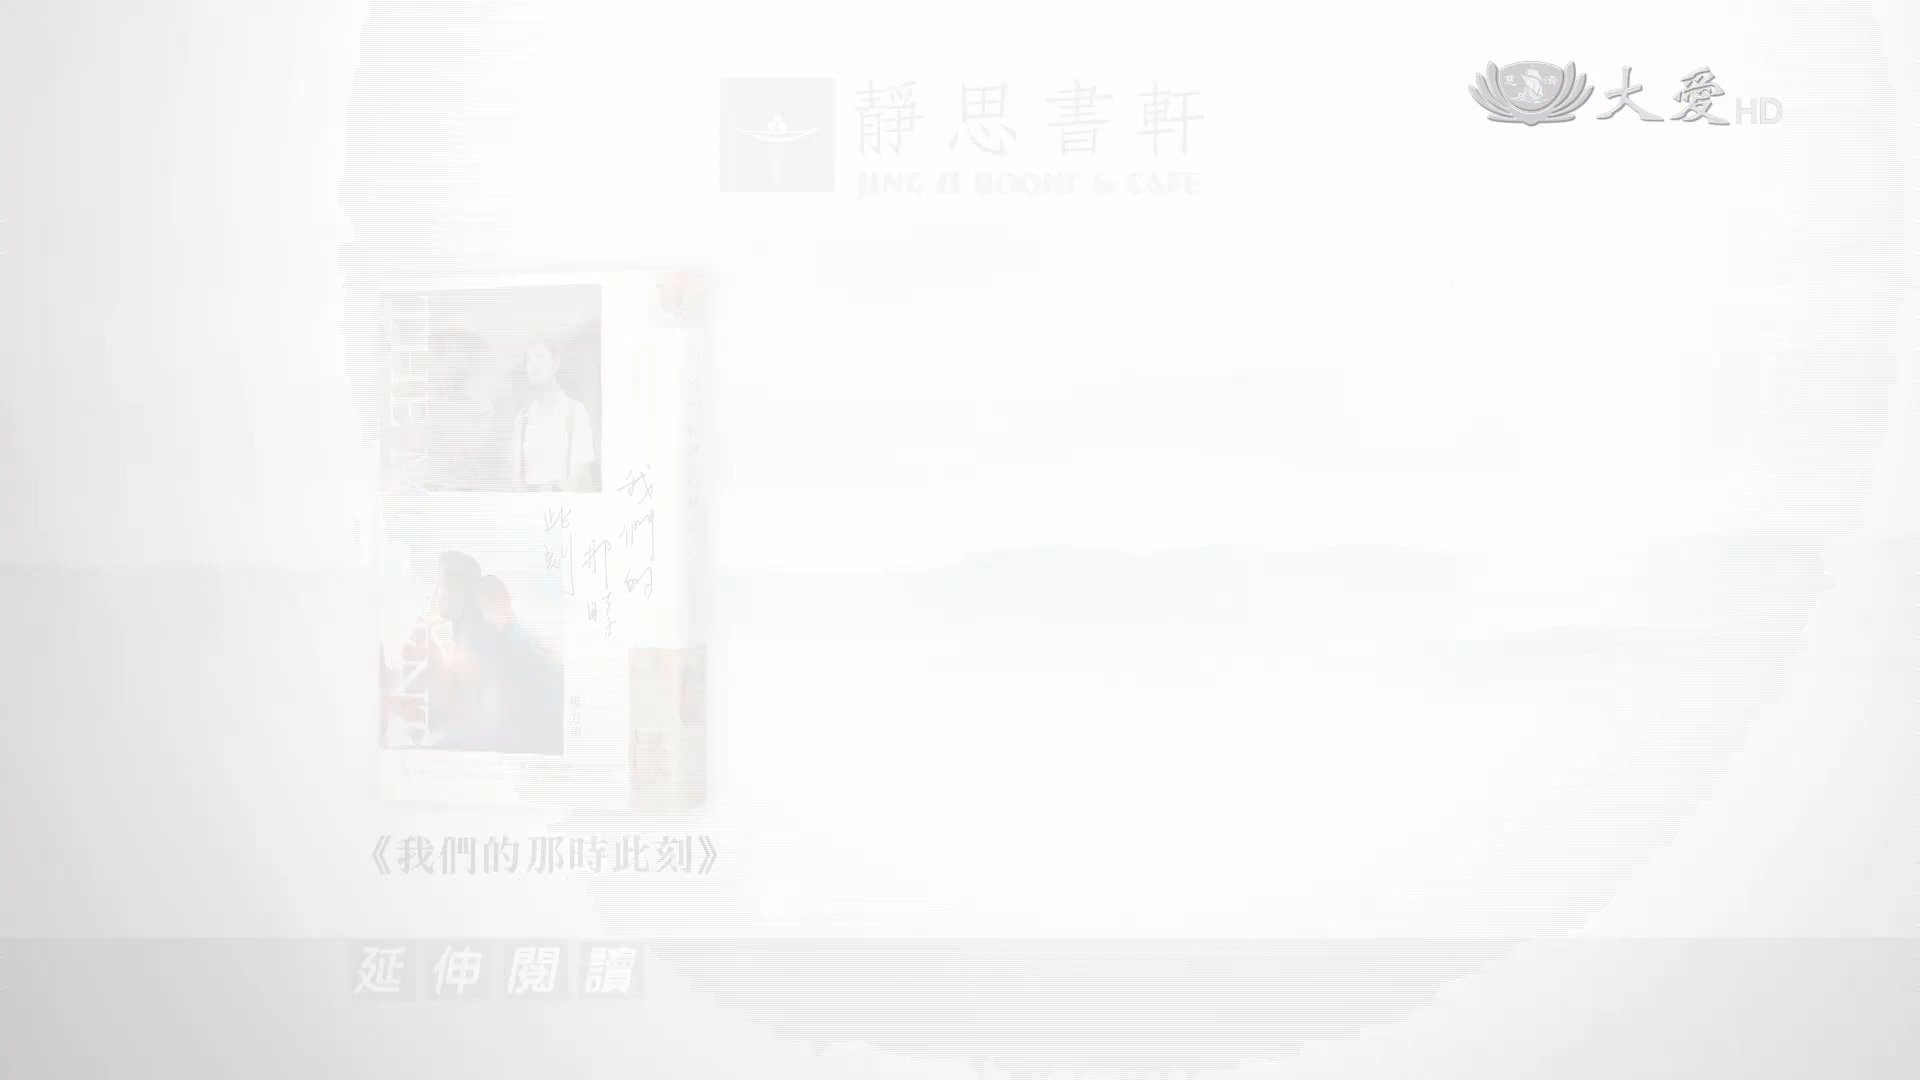 大愛HD
靜思書軒
JING SI BOOKS & CAFE
我們的
那時
此刻
《我們的那時此刻》
延伸閱讀